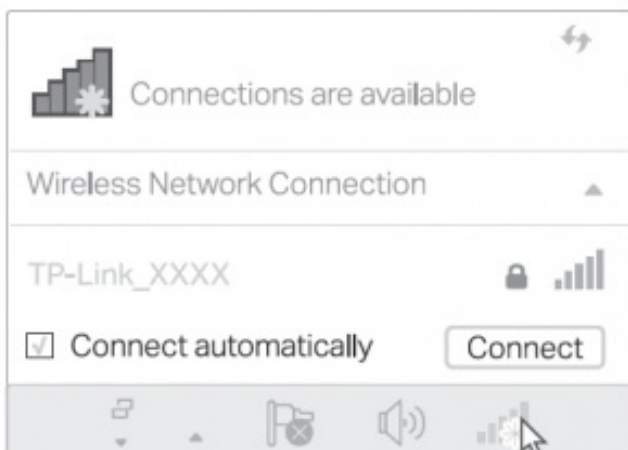 Connections are available
Wireless Network Connection
TP-Link_XXXX
Connect automatically
Connect